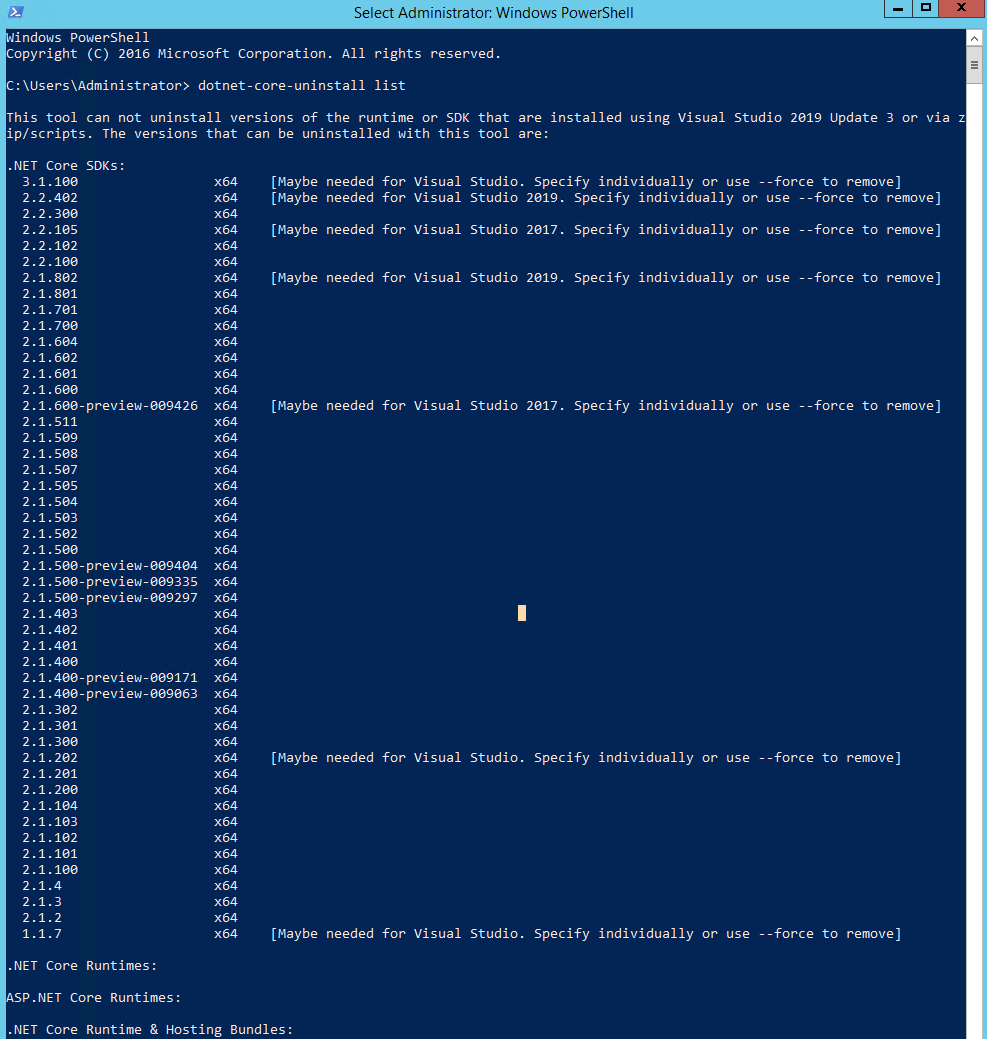 Select Administrator: Windows PowerShell
Windows PowerShell
Copyright (C) 2016 Microsoft Corporation. All rights reserved.
C:\Users\Administrator> dotnet-core-uninstall list
This tool can not uninstall versions of the runtime or SDK that are installed using Visual Studio 2019 Update 3 or via z
ip/scripts. The versions that can be uninstalled with this tool are:
.NET Core SDKs:
3.1.100 x64 [Maybe needed for Visual Studio. Specify individually or use --force to remove]
2.2.402 x64 [Maybe needed for Visual Studio 2019. Specify individually or use --force to remove]
2.2.300 x64
2.2.105 x64 [Maybe needed for Visual Studio 2017. Specify individually or use --force to remove]
2.2.102 x64
2.2.100 x64
2.1.802 x64 [Maybe needed for Visual Studio 2019. Specify individually or use --force to remove]
2.1.801 x64
2.1.701 x64
2.1.700 x64
2.1.604 x64
2.1.602 x64
2.1.601 x64
2.1.600 x64
2.1.600-preview-009426 x64 [Maybe needed for Visual Studio 2017. Specify individually or use --force to remove]
2.1.511 x64
2.1.509 x64
2.1.508 x64
2.1.507 x64
2.1.505 x64
2.1.504 x64
2.1.503 x64
2.1.502 x64
2.1.500 x64
2.1.500-preview-009404 x64
2.1.500-preview-009335 x64
2.1.500-preview-009297 x64
2.1.403 x64
2.1.402 x64
2.1.401 x64
2.1.400 x64
2.1.400-preview-009171 x64
2.1.400-preview-009063 x64
2.1.302 x64
2.1.301 x64
2.1.300 x64
2.1.202 x64 [Maybe needed for Visual Studio. Specify individually or use --force to remove]
2.1.201 x64
2.1.200 x64
2.1.104 x64
2.1.103 x64
2.1.102 x64
2.1.101 x64
2.1.100 x64
2.1.4 x64
2.1.3 x64
2.1.2 x64
1.1.7 x64 [Maybe needed for Visual Studio. Specify individually or use --force to remove]
.NET Core Runtimes:
ASP.NET Core Runtimes:
.NET Core Runtime & Hosting Bundles: